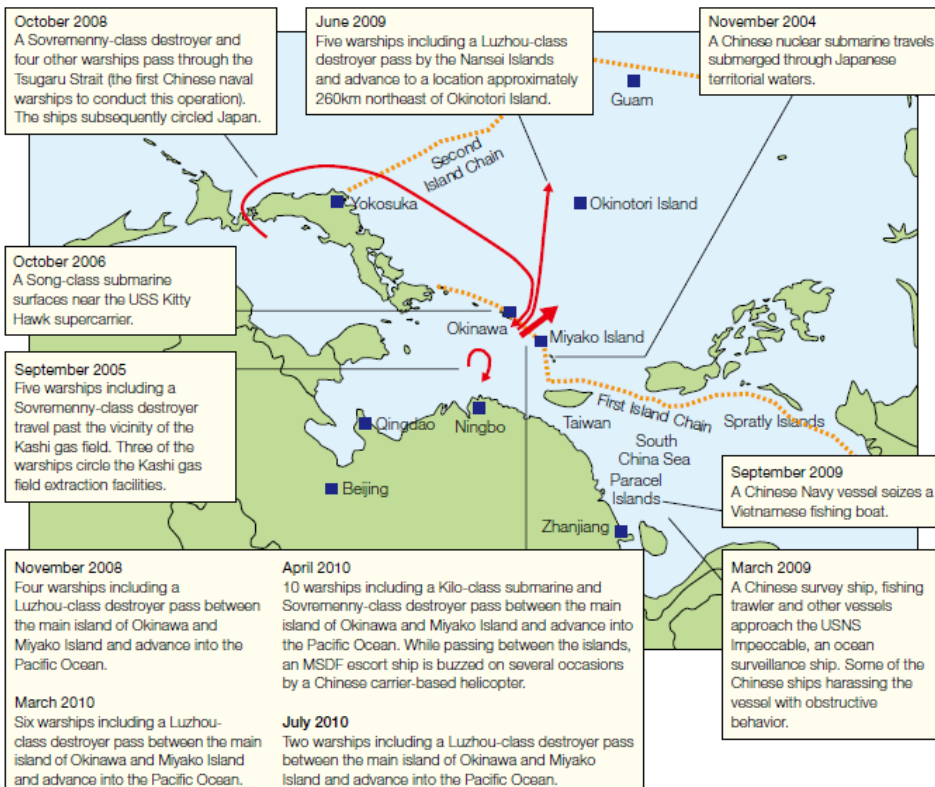 October 2008
A Sovremenny-class destroyer and
four other warships pass through the
Tsugaru Strait (the first Chinese naval
warships to conduct this operation).
The ships subsequently circled Japan.
June 2009
Five warships including a Luzhou-class
destroyer pass by the Nansei Islands
and advance to a location approximately
260km northeast of Okinotori Island.
November 2004
A Chinese nuclear submarine travels
submerged through Japanese
territorial waters.
Guam
Second
Island Chain
Yokosuka
Okinotori Island
October 2006
A Song-class submarine
surfaces near the USS Kitty
Hawk supercarrier.
Okinawa
Miyako Island
September 2005
Five warships including a
Sovremenny-class destroyer
travel past the vicinity of the
Kashi gas field. Three of the
warships circle the Kashi gas
field extraction facilities.
Qingdao
Ningbo
Taiwan
First Island Chain
Spratly Islands
South
China Sea
Paracel
Islands
Beijing
Zhanjiang
September 2009
A Chinese Navy vessel seizes a
Vietnamese fishing boat.
November 2008
Four warships including a
Luzhou-class destroyer pass between
the main island of Okinawa and
Miyako Island and advance into the
Pacific Ocean.
March 2010
Six warships including a Luzhou-
class destroyer pass between the main
island of Okinawa and Miyako Island
and advance into the Pacific Ocean.
April 2010
10 warships including a Kilo-class submarine and
Sovremenny-class destroyer pass between the main
island of Okinawa and Miyako Island and advance into
the Pacific Ocean. While passing between the islands,
an MSDF escort ship is buzzed on several occasions
by a Chinese carrier-based helicopter.
July 2010
Two warships including a Luzhou-class destroyer pass
between the main island of Okinawa and Miyako
Island and advance into the Pacific Ocean.
March 2009
A Chinese survey ship, fishing
trawler and other vessels
approach the USNS
Impeccable, an ocean
surveillance ship. Some of the
Chinese ships harassing the
vessel with obstructive
behavior.